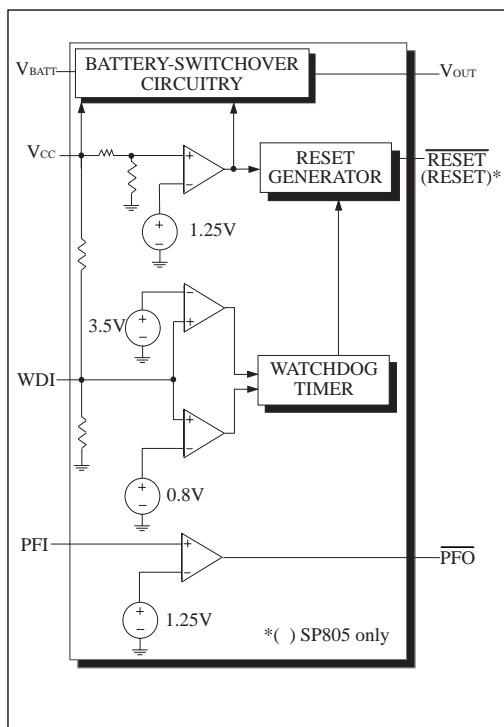 BATTERY-SWITCHOVER
CIRCUITRY
VBATT
VOUT
VCC
+
−
RESET
GENERATOR
RESET
(RESET)*
+
−
1.25V
−
+
+
−
3.5V
WDI
WATCHDOG
TIMER
+
−
+
−
0.8V
PFI
+
−
PFO
+
−
1.25V
*( ) SP805 only